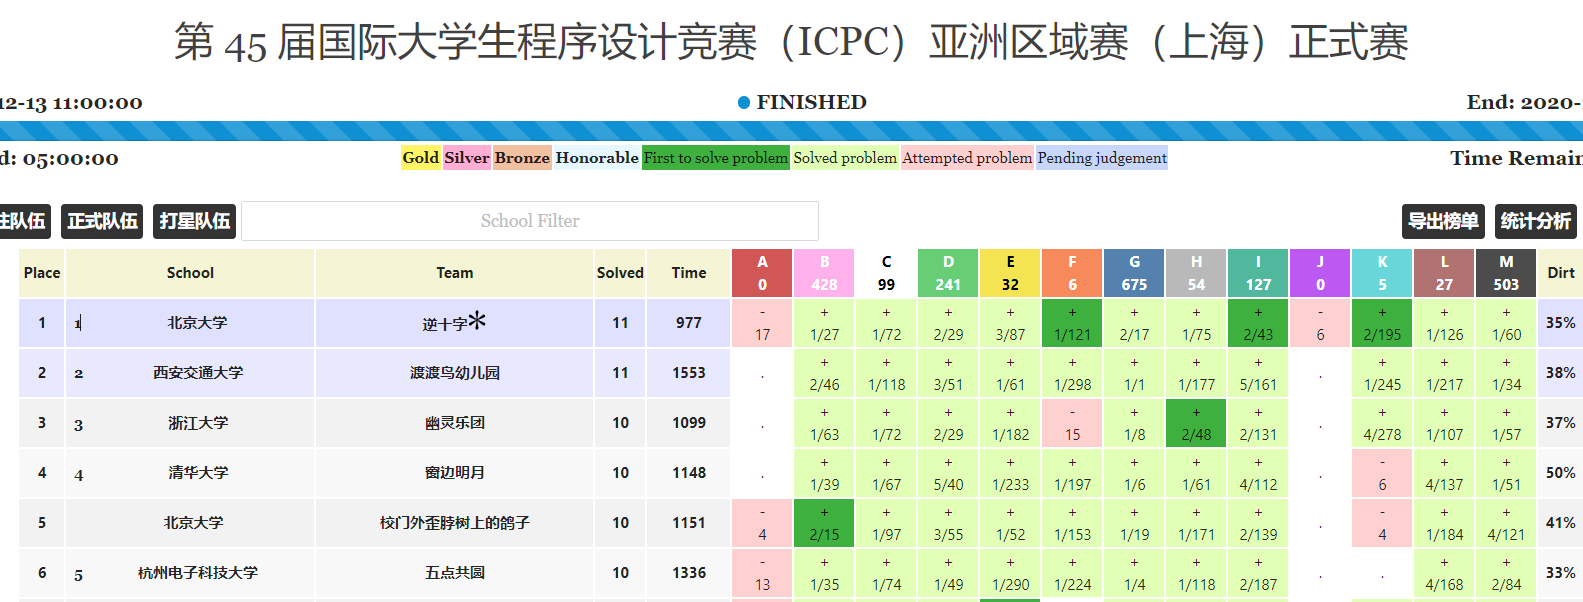 第 45 届国际大学生程序设计竞赛（ICPC）亚洲区域赛（上海）正式赛
12-13 11:00:00 FINISHED End: 2020-
d: 05:00:00 Gold Silver Bronze Honorable First to solve problem Solved problem Attempted problem Pending judgement Time Remain
队伍 正式队伍 打星队伍 School Filter 导出榜单 统计分析
Place School Team Solved Time A B C D E F G H I J K L M Dirt
0 428 99 241 32 6 675 54 127 0 5 27 503
- + + + + + + + + - + + +
1 1 北京大学 逆十字＊ 11 977 17 1/27 1/72 2/29 3/87 1/121 2/17 1/75 2/43 6 2/195 1/126 1/60 35%
+ + + + + + + + + + +
2 2 西安交通大学 渡渡鸟幼儿园 11 1553 . 2/46 1/118 3/51 1/61 1/298 1/1 1/177 5/161 . 1/245 1/217 1/34 38%
+ + + + - + + + + + +
3 3 浙江大学 幽灵乐团 10 1099 . 1/63 1/72 2/29 1/182 15 1/8 2/48 2/131 . 4/278 1/107 1/57 37%
+ + + + + + + + - + +
4 4 清华大学 窗边明月 10 1148 . 1/39 1/67 5/40 1/233 1/197 1/6 1/61 4/112 . 6 4/137 1/51 50%
- + + + + + + + + - + +
5 北京大学 校门外歪脖树上的鸽子 10 1151 4 2/15 1/97 3/55 1/52 1/153 1/19 1/171 2/139 . 4 1/184 4/121 41%
- + + + + + + + + + +
6 5 杭州电子科技大学 五点共圆 10 1336 13 1/35 1/74 1/49 1/290 1/224 1/4 1/118 2/187 . . 4/168 2/84 33%